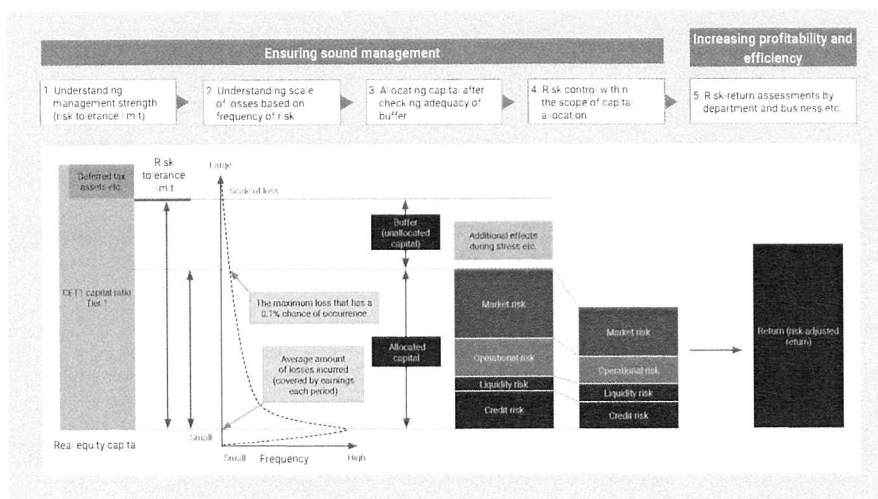 Ensuring sound management
Increasing profitability and
efficiency
1 Understanding
management strength
(risk tolerance limit)
2. Understanding scale
of losses based on
frequency of risk
3 Allocating capital after
checking adequacy of
buffer
4. Risk control within
the scope of capital
allocation
5. Risk-return assessments by
department and business etc.
Deferred tax
assets etc.
Risk
tolerance
limit
Large
Scale of loss
Buffer
(unallocated
capital)
Additional effects
during stress etc.
CET1 capital ratio
Tier 1
The maximum loss that has a
0.1% chance of occurrence
Market risk
Market risk
Return (risk adjusted
return)
Allocated
capital
Operational risk
Operational risk
Average amount
of losses incurred
(covered by earnings
each period)
Liquidity risk
Liquidity risk
Credit risk
Credit risk
Small
Real equity capital
Small
Frequency
High